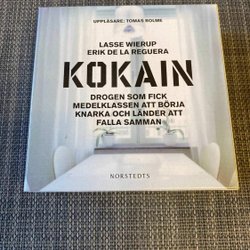 UPPLÄSARE: TOMAS BOLME
LASSE WIERUP
ERIK DE LA REGUERA
KOKAIN
DROGEN SOM FICK
MEDELKLASSEN ATT BÖRJA
KNARKA OCH LÄNDER ATT
FALLA SAMMAN
NORSTEDTS